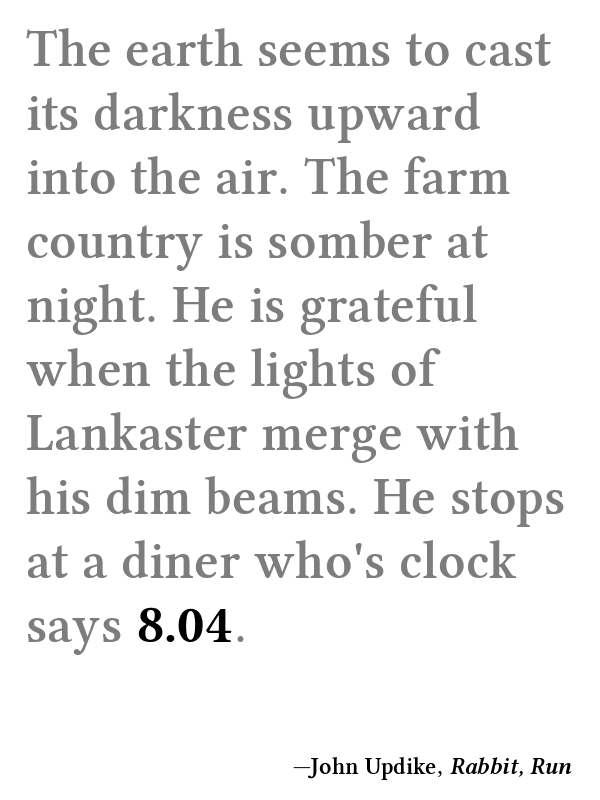 The earth seems to cast
its darkness upward
into the air. The farm
country is somber at
night. He is grateful
when the lights of
Lankaster merge with
his dim beams. He stops
at a diner who's clock
says 8.04.
—John Updike, Rabbit, Run